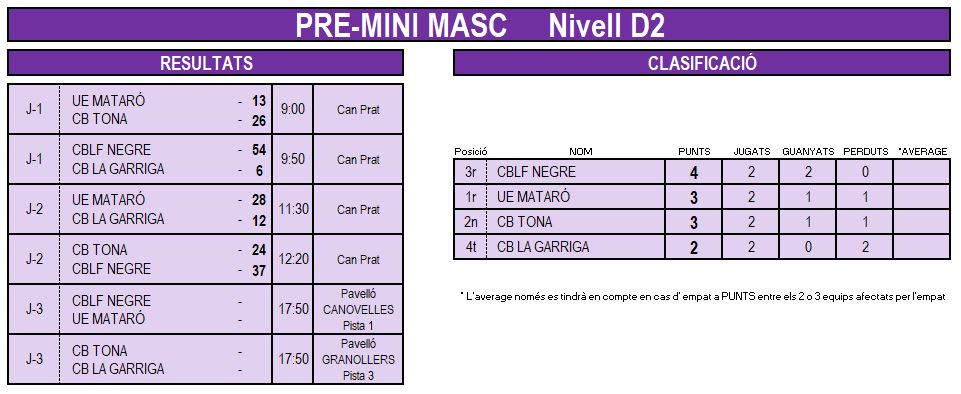 PRE-MINI MASC Nivell D2
RESULTATS
J-1 UE MATARÓ - 13 9:00 Can Prat
CB TONA - 26
J-1 CBLF NEGRE - 54 9:50 Can Prat
CB LA GARRIGA - 6
J-2 UE MATARÓ - 28 11:30 Can Prat
CB LA GARRIGA - 12
J-2 CB TONA - 24 12:20 Can Prat
CBLF NEGRE - 37
J-3 CBLF NEGRE - 17:50 Pavelló
UE MATARÓ - CANOVELLES
Pista 1
J-3 CB TONA - 17:50 Pavelló
CB LA GARRIGA - GRANOLLERS
Pista 3
CLASIFICACIÓ
Posició NOM PUNTS JUGATS GUANYATS PERDUTS *AVERAGE
3r CBLF NEGRE 4 2 2 0
1r UE MATARÓ 3 2 1 1
2n CB TONA 3 2 1 1
4t CB LA GARRIGA 2 2 0 2
* L'average només es tindrà en compte en cas d' empat a PUNTS entre els 2 o 3 equips afectats per l'empat